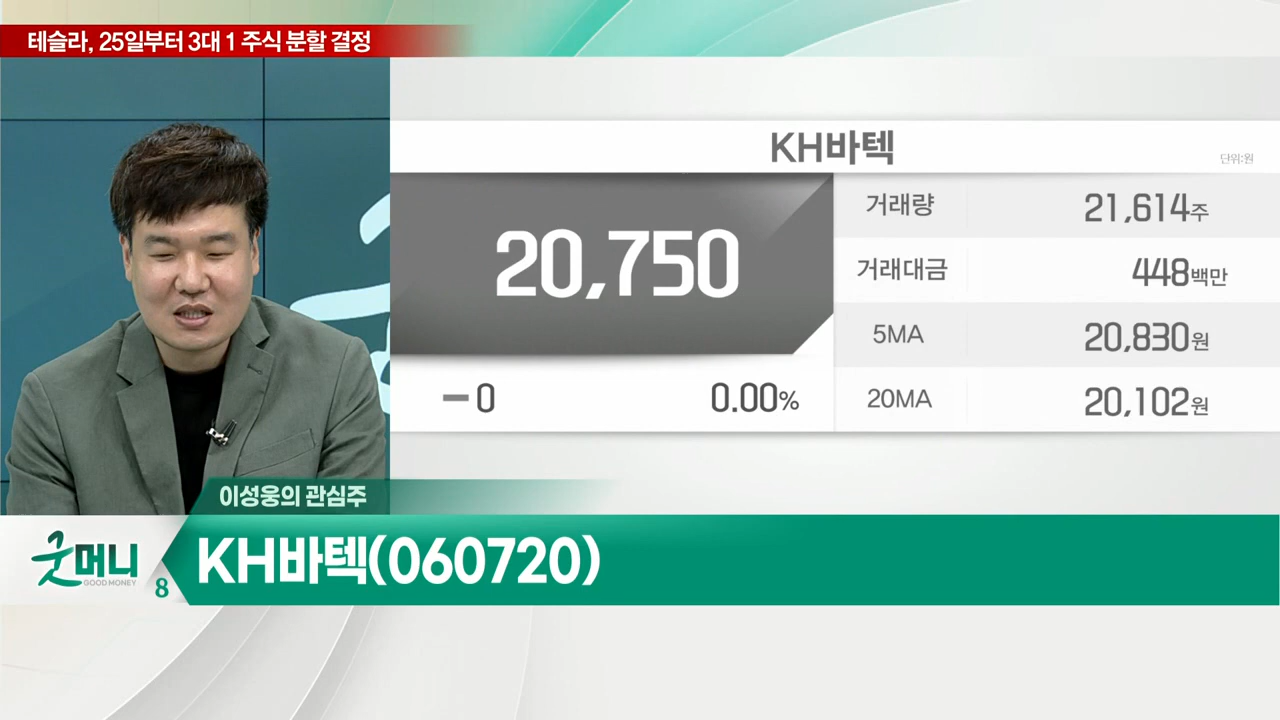 테슬라, 25일부터 3대 1 주식 분할 결정
KH바텍
단위:원
20,750
0
0.00%
거래량 21,614주
거래대금 448백만
5MA 20,830원
20MA 20,102원
이성웅의 관심주
굿머니
GOOD MONEY
8
KH바텍(060720)